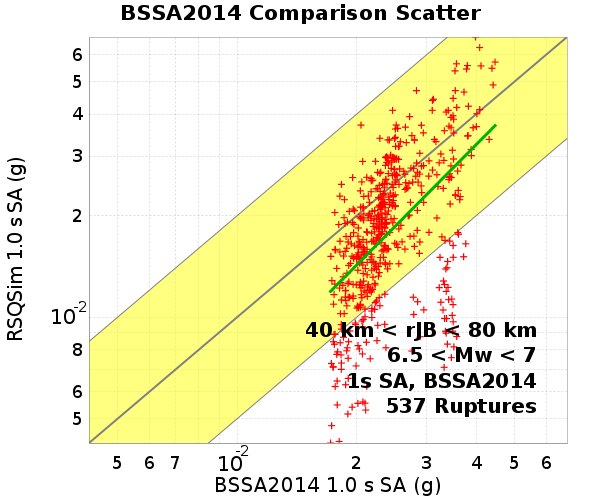 BSSA2014 Comparison Scatter
RSQSim 1.0 s SA (g)
6
5
4
3
2
10-2
8
6
5
40 km < rJB < 80 km
6.5 < Mw < 7
1s SA, BSSA2014
537 Ruptures
5 6 7 10-2 2 3 4 5 6
BSSA2014 1.0 s SA (g)